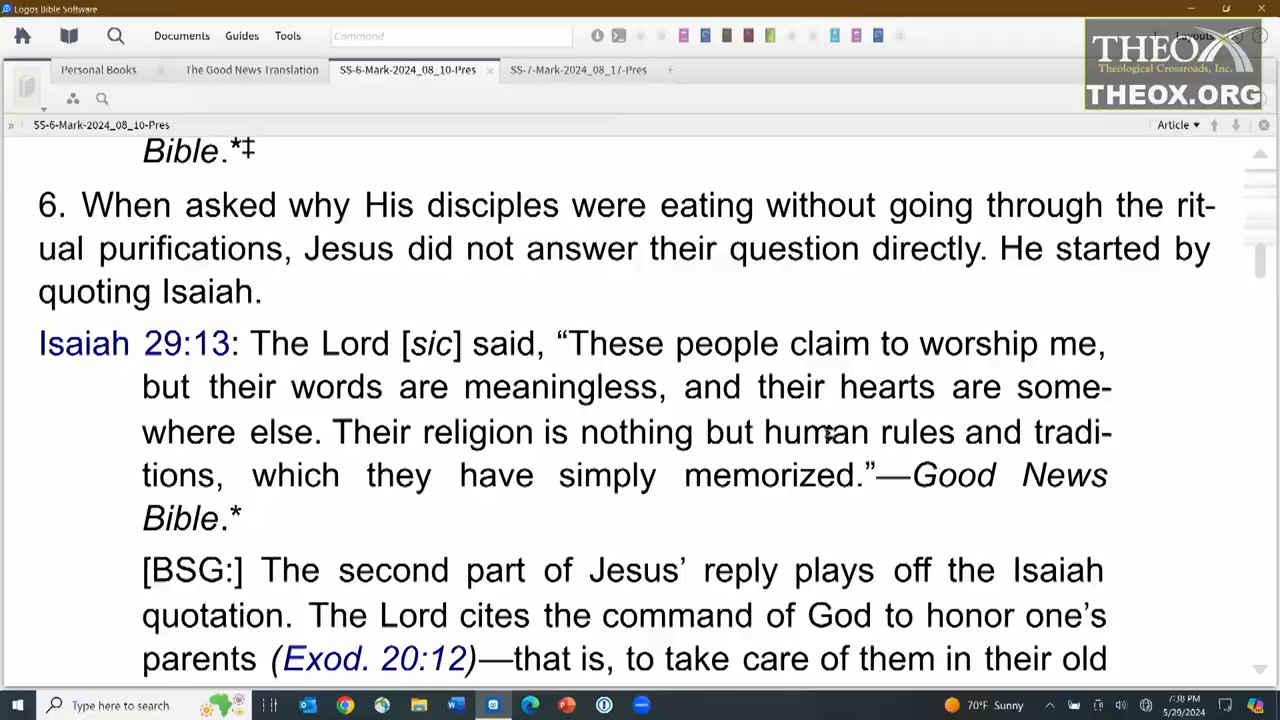 Logos Bible Software
Documents Guides Tools Command Layouts
THEOX
Theological Crossroads, Inc.
THEOX.ORG
Personal Books The Good News Translation SS-6-Mark-2024_08_10-Pres SS-7-Mark-2024_08_17-Pres
SS-6-Mark-2024_08_10-Pres Article
Bible.*‡
6. When asked why His disciples were eating without going through the rit-
ual purifications, Jesus did not answer their question directly. He started by
quoting Isaiah.
Isaiah 29:13: The Lord [sic] said, “These people claim to worship me,
but their words are meaningless, and their hearts are some-
where else. Their religion is nothing but human rules and tradi-
tions, which they have simply memorized.”—Good News
Bible.*
[BSG:] The second part of Jesus’ reply plays off the Isaiah
quotation. The Lord cites the command of God to honor one’s
parents (Exod. 20:12)—that is, to take care of them in their old
Type here to search 70°F Sunny 7:38 PM
5/29/2024